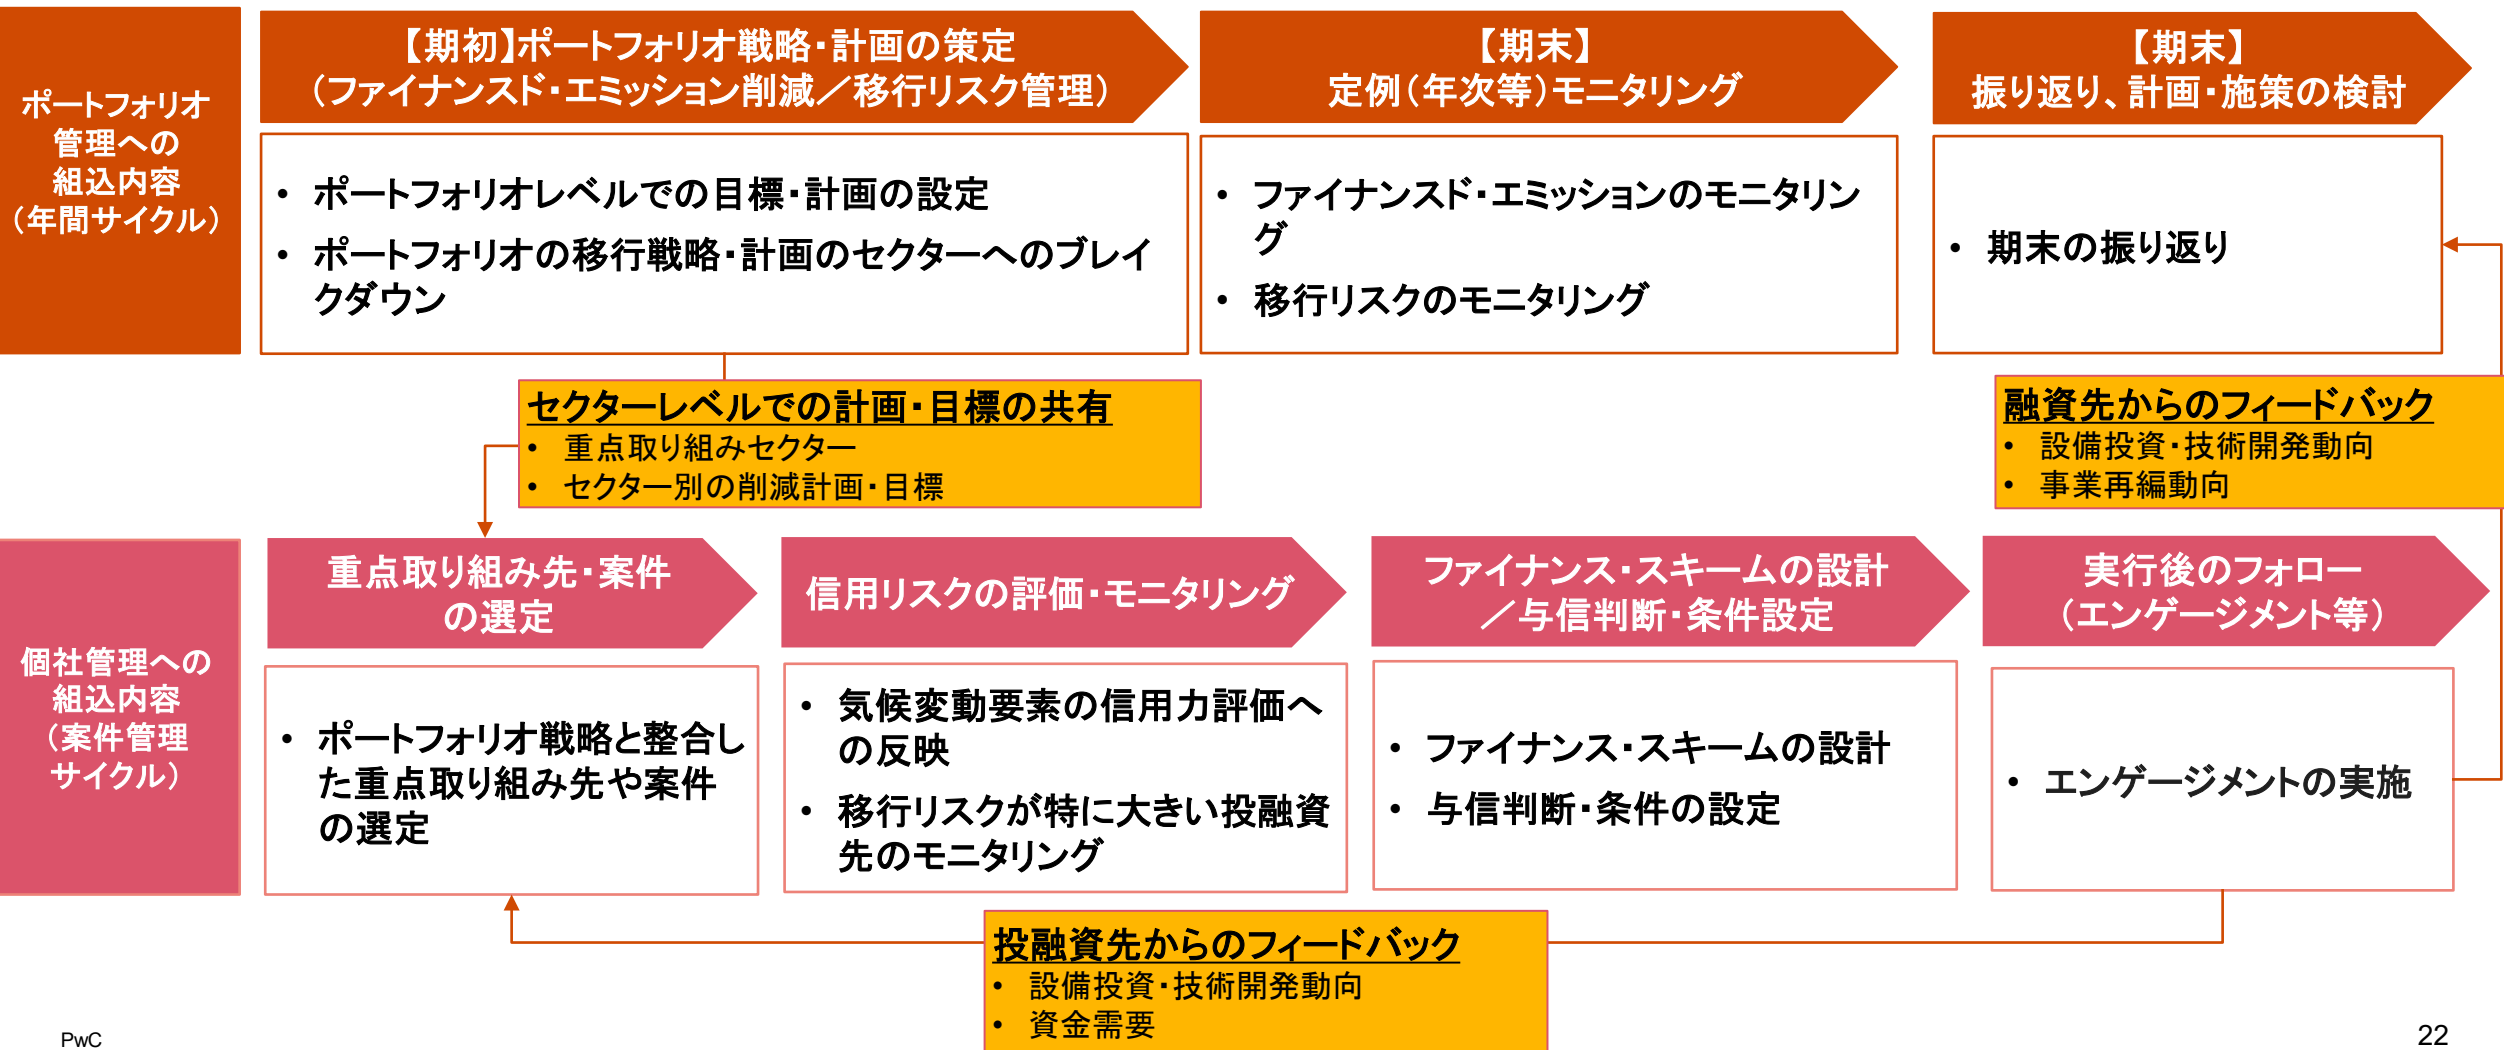 ポートフォリオ
管理への
組込内容
（年間サイクル）
【期初】ポートフォリオ戦略・計画の策定
（ファイナンスド・エミッション削減／移行リスク管理）
• ポートフォリオレベルでの目標・計画の設定
• ポートフォリオの移行戦略・計画のセクターへのブレイ
クダウン
【期末】
定例（年次等）モニタリング
• ファイナンスド・エミッションのモニタリン
グ
• 移行リスクのモニタリング
【期末】
振り返り、計画・施策の検討
• 期末の振り返り
セクターレベルでの計画・目標の共有
• 重点取り組みセクター
• セクター別の削減計画・目標
融資先からのフィードバック
• 設備投資・技術開発動向
• 事業再編動向
個社管理への
組込内容
（案件管理
サイクル）
重点取り組み先・案件
の選定
• ポートフォリオ戦略と整合し
た重点取り組み先や案件
の選定
信用リスクの評価・モニタリング
• 気候変動要素の信用力評価へ
の反映
• 移行リスクが特に大きい投融資
先のモニタリング
ファイナンス・スキームの設計
／与信判断・条件設定
• ファイナンス・スキームの設計
• 与信判断・条件の設定
実行後のフォロー
（エンゲージメント等）
• エンゲージメントの実施
投融資先からのフィードバック
• 設備投資・技術開発動向
• 資金需要
PwC
22